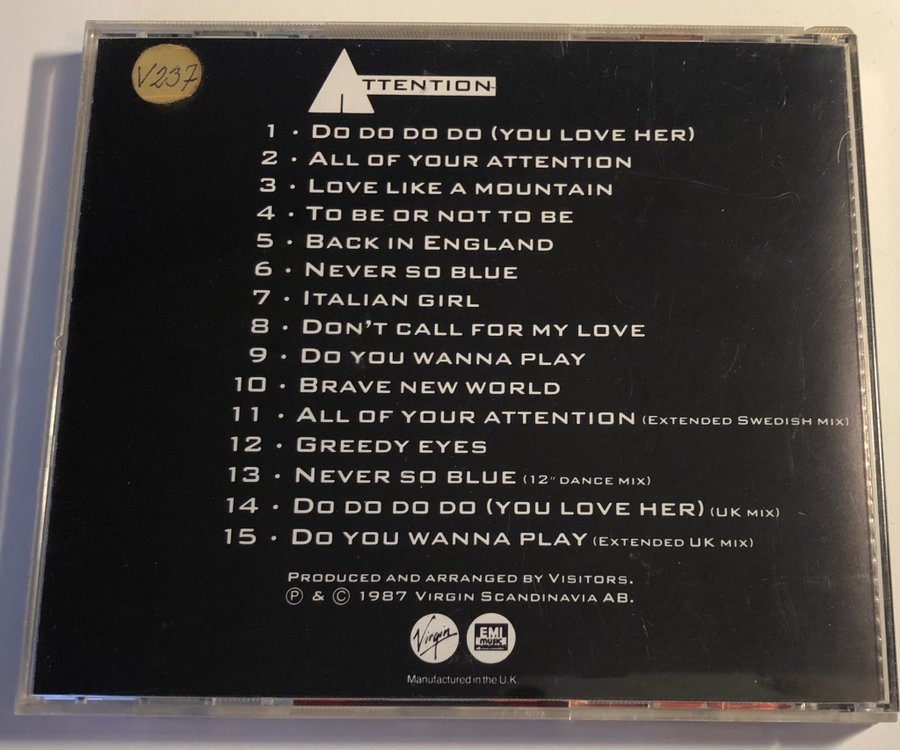 V237
ATTENTION
1 · DO DO DO DO (YOU LOVE HER)
2 · ALL OF YOUR ATTENTION
3 · LOVE LIKE A MOUNTAIN
4 · TO BE OR NOT TO BE
5 · BACK IN ENGLAND
6 · NEVER SO BLUE
7 · ITALIAN GIRL
8 · DON'T CALL FOR MY LOVE
9 · DO YOU WANNA PLAY
10 · BRAVE NEW WORLD
11 · ALL OF YOUR ATTENTION (EXTENDED SWEDISH MIX)
12 · GREEDY EYES
13 · NEVER SO BLUE (12" DANCE MIX)
14 · DO DO DO DO (YOU LOVE HER) (UK MIX)
15 · DO YOU WANNA PLAY (EXTENDED UK MIX)
PRODUCED AND ARRANGED BY VISITORS.
Ⓟ & © 1987 VIRGIN SCANDINAVIA AB.
Virgin
EMI
music
Manufactured in the U.K.